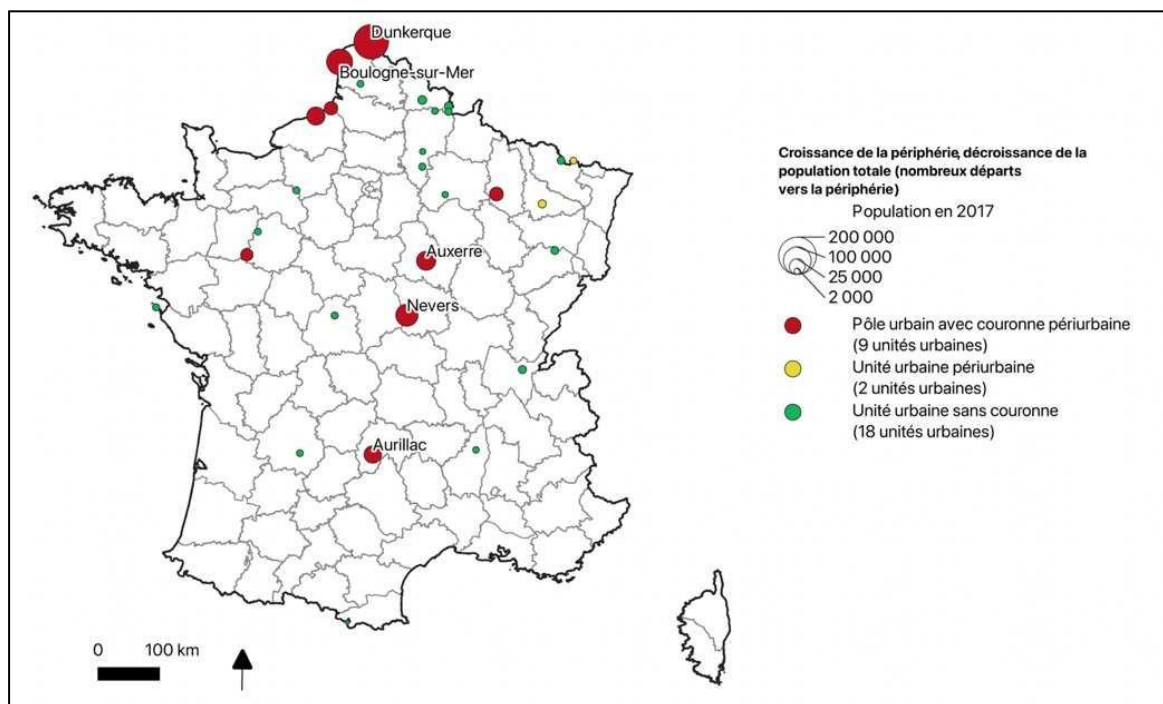 Dunkerque
Boulogne-sur-Mer
Auxerre
Nevers
Aurillac
0 100 km
Croissance de la périphérie, décroissance de la
population totale (nombreux départs
vers la périphérie)
Population en 2017
200 000
100 000
25 000
2 000
Pôle urbain avec couronne périurbaine
(9 unités urbaines)
Unité urbaine périurbaine
(2 unités urbaines)
Unité urbaine sans couronne
(18 unités urbaines)